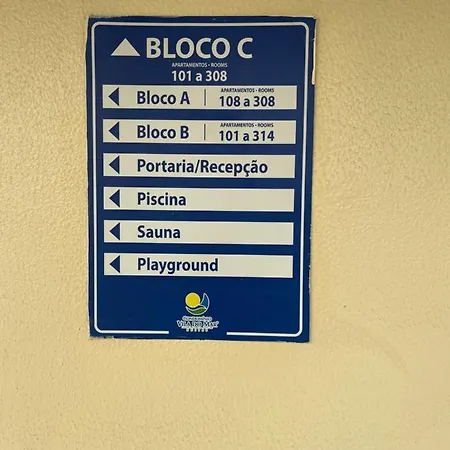 BLOCO C
APARTAMENTOS • ROOMS
101 a 308
Bloco A
APARTAMENTOS • ROOMS
108 a 308
Bloco B
APARTAMENTOS • ROOMS
101 a 314
Portaria/Recepção
Piscina
Sauna
Playground